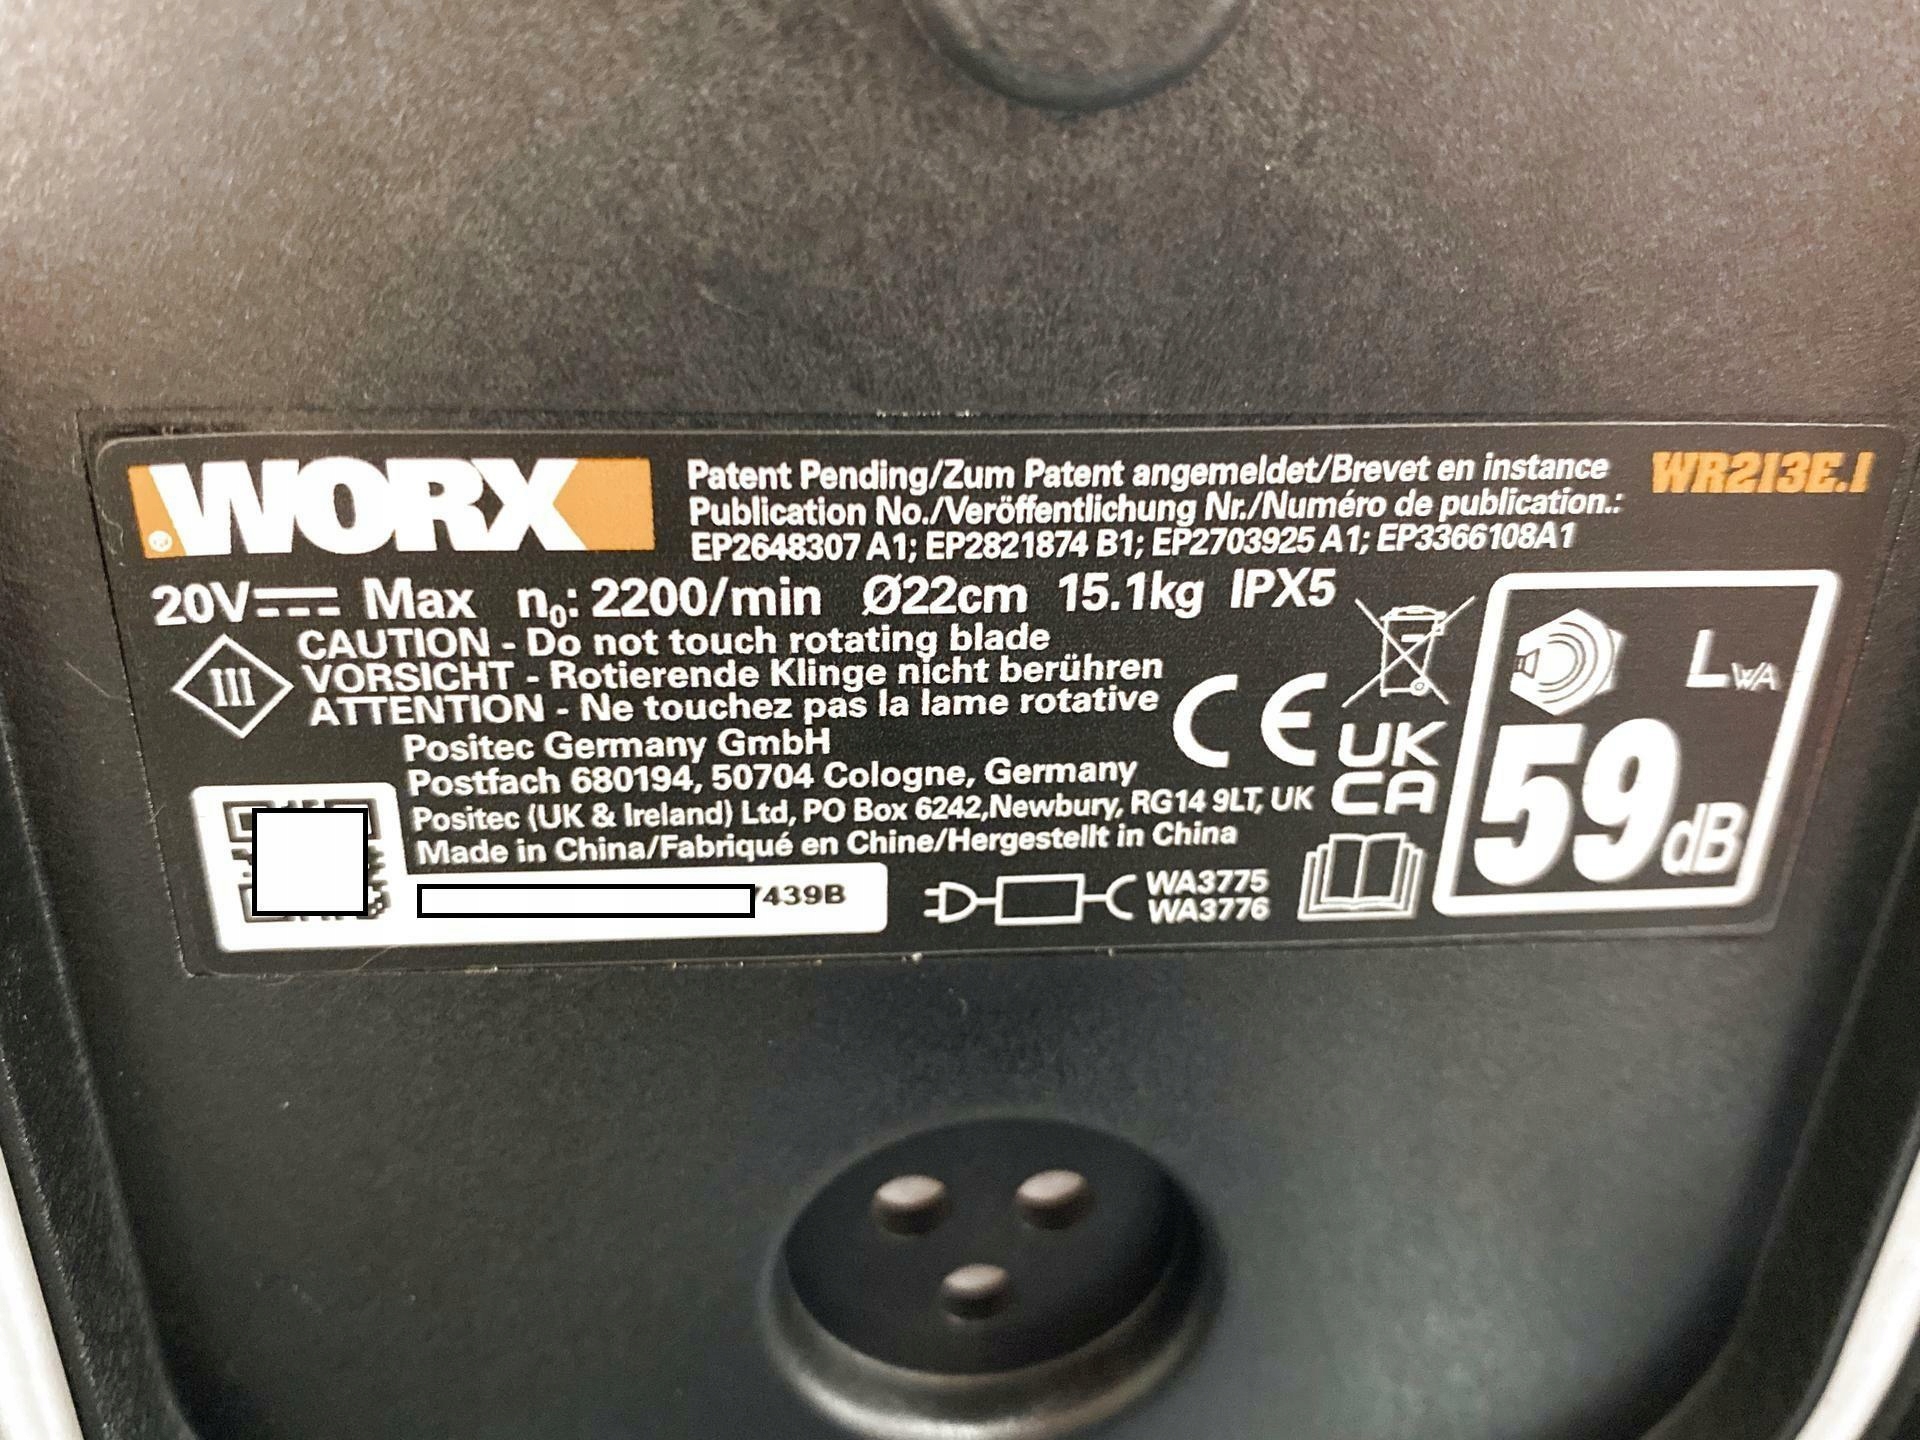 WORX
Patent Pending/Zum Patent angemeldet/Brevet en instance
WR213E.1
Publication No./Veröffentlichung Nr./Numéro de publication.:
EP2648307 A1; EP2821874 B1; EP2703925 A1; EP3366108A1
20V Max n₀: 2200/min Ø22cm 15.1kg IPX5
CAUTION - Do not touch rotating blade
VORSICHT - Rotierende Klinge nicht berühren
ATTENTION - Ne touchez pas la lame rotative
III
Positec Germany GmbH
Postfach 680194, 50704 Cologne, Germany
Positec (UK & Ireland) Ltd, PO Box 6242,Newbury, RG14 9LT, UK
Made in China/Fabriqué en Chine/Hergestellt in China
439B
WA3775
WA3776
CE
UK
CA
LWA
59dB